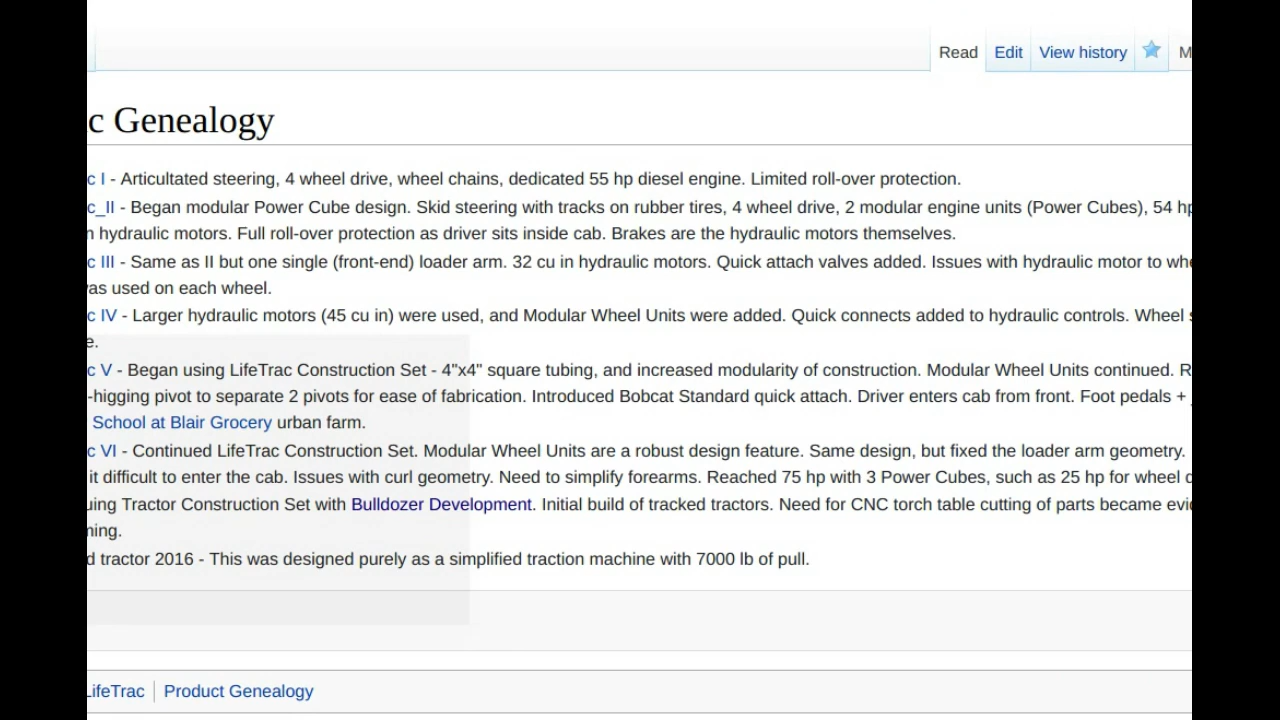 Read Edit View history M
c Genealogy
c I - Articultated steering, 4 wheel drive, wheel chains, dedicated 55 hp diesel engine. Limited roll-over protection.
c_II - Began modular Power Cube design. Skid steering with tracks on rubber tires, 4 wheel drive, 2 modular engine units (Power Cubes), 54 hp
n hydraulic motors. Full roll-over protection as driver sits inside cab. Brakes are the hydraulic motors themselves.
c III - Same as II but one single (front-end) loader arm. 32 cu in hydraulic motors. Quick attach valves added. Issues with hydraulic motor to whe
was used on each wheel.
c IV - Larger hydraulic motors (45 cu in) were used, and Modular Wheel Units were added. Quick connects added to hydraulic controls. Wheel s
e.
c V - Began using LifeTrac Construction Set - 4"x4" square tubing, and increased modularity of construction. Modular Wheel Units continued. R
-higging pivot to separate 2 pivots for ease of fabrication. Introduced Bobcat Standard quick attach. Driver enters cab from front. Foot pedals +
School at Blair Grocery urban farm.
c VI - Continued LifeTrac Construction Set. Modular Wheel Units are a robust design feature. Same design, but fixed the loader arm geometry.
it difficult to enter the cab. Issues with curl geometry. Need to simplify forearms. Reached 75 hp with 3 Power Cubes, such as 25 hp for wheel d
uing Tractor Construction Set with Bulldozer Development. Initial build of tracked tractors. Need for CNC torch table cutting of parts became evi
ming.
d tractor 2016 - This was designed purely as a simplified traction machine with 7000 lb of pull.
LifeTrac Product Genealogy